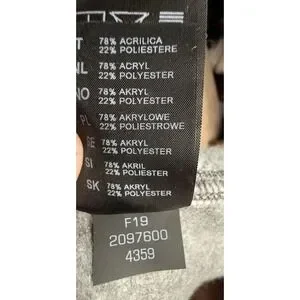 IT 78% ACRILICA
22% POLIESTERE
NL 78% ACRYL
22% POLYESTER
NO 78% AKRYL
22% POLYESTER
PL 78% AKRYLOWE
22% POLIESTROWE
SE 78% AKRYL
22% POLYESTER
SI 78% AKRIL
22% POLIESTER
SK 78% AKRYL
22% POLYESTER
F19
2097600
4359